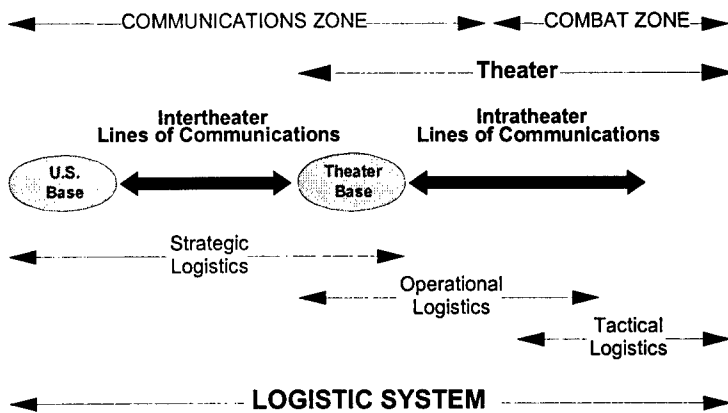 COMMUNICATIONS ZONE
COMBAT ZONE
Theater
Intertheater
Lines of Communications
Intratheater
Lines of Communications
U.S.
Base
Theater
Base
Strategic
Logistics
Operational
Logistics
Tactical
Logistics
LOGISTIC SYSTEM